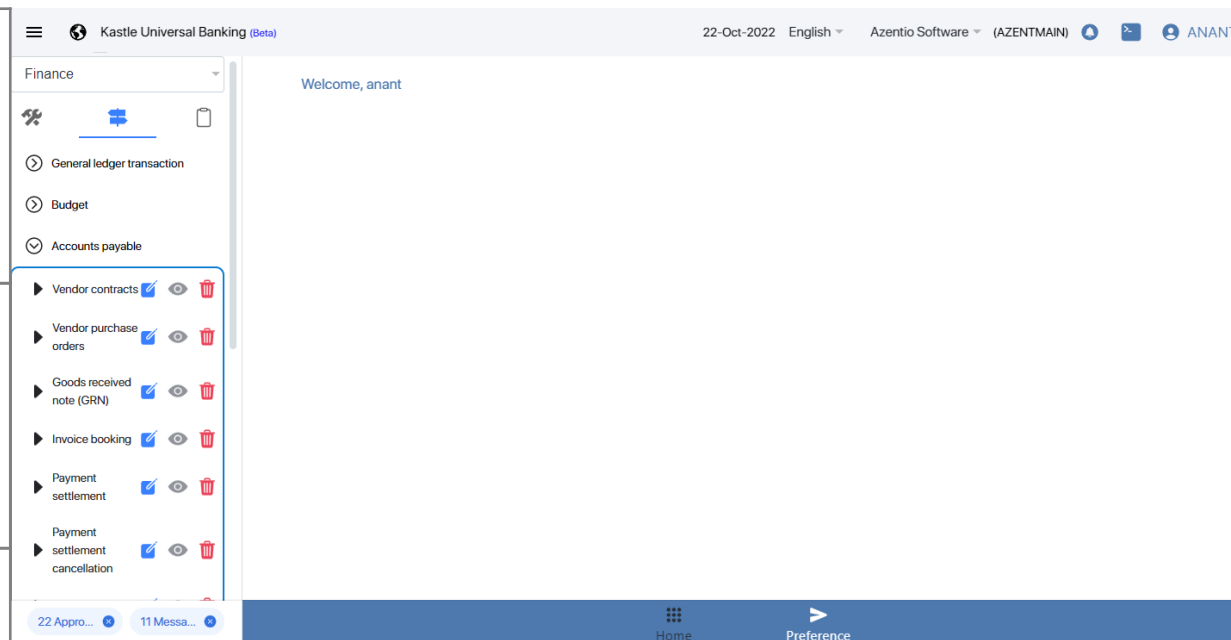 Kastle Universal Banking (Beta)
22-Oct-2022 English Azentio Software (AZENTMAIN) ANANT
Finance
Welcome, anant
General ledger transaction
Budget
Accounts payable
Vendor contracts
Vendor purchase
orders
Goods received
note (GRN)
Invoice booking
Payment
settlement
Payment
settlement
cancellation
22 Appro...
11 Messa...
Home
Preference